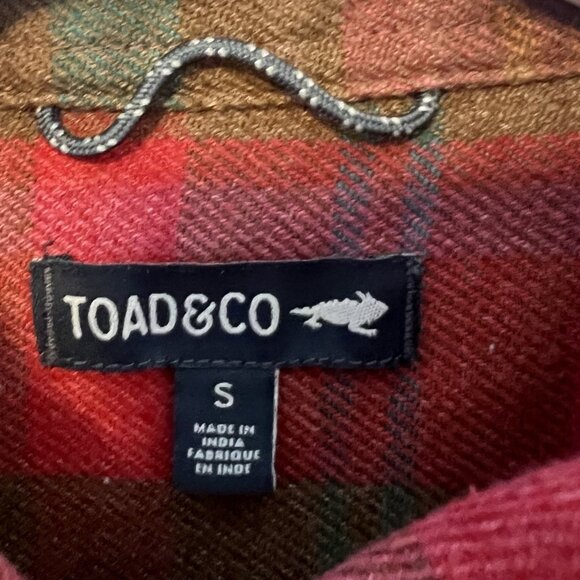 TOAD&CO
S
MADE IN
INDIA
FABRIQUE
EN INDE